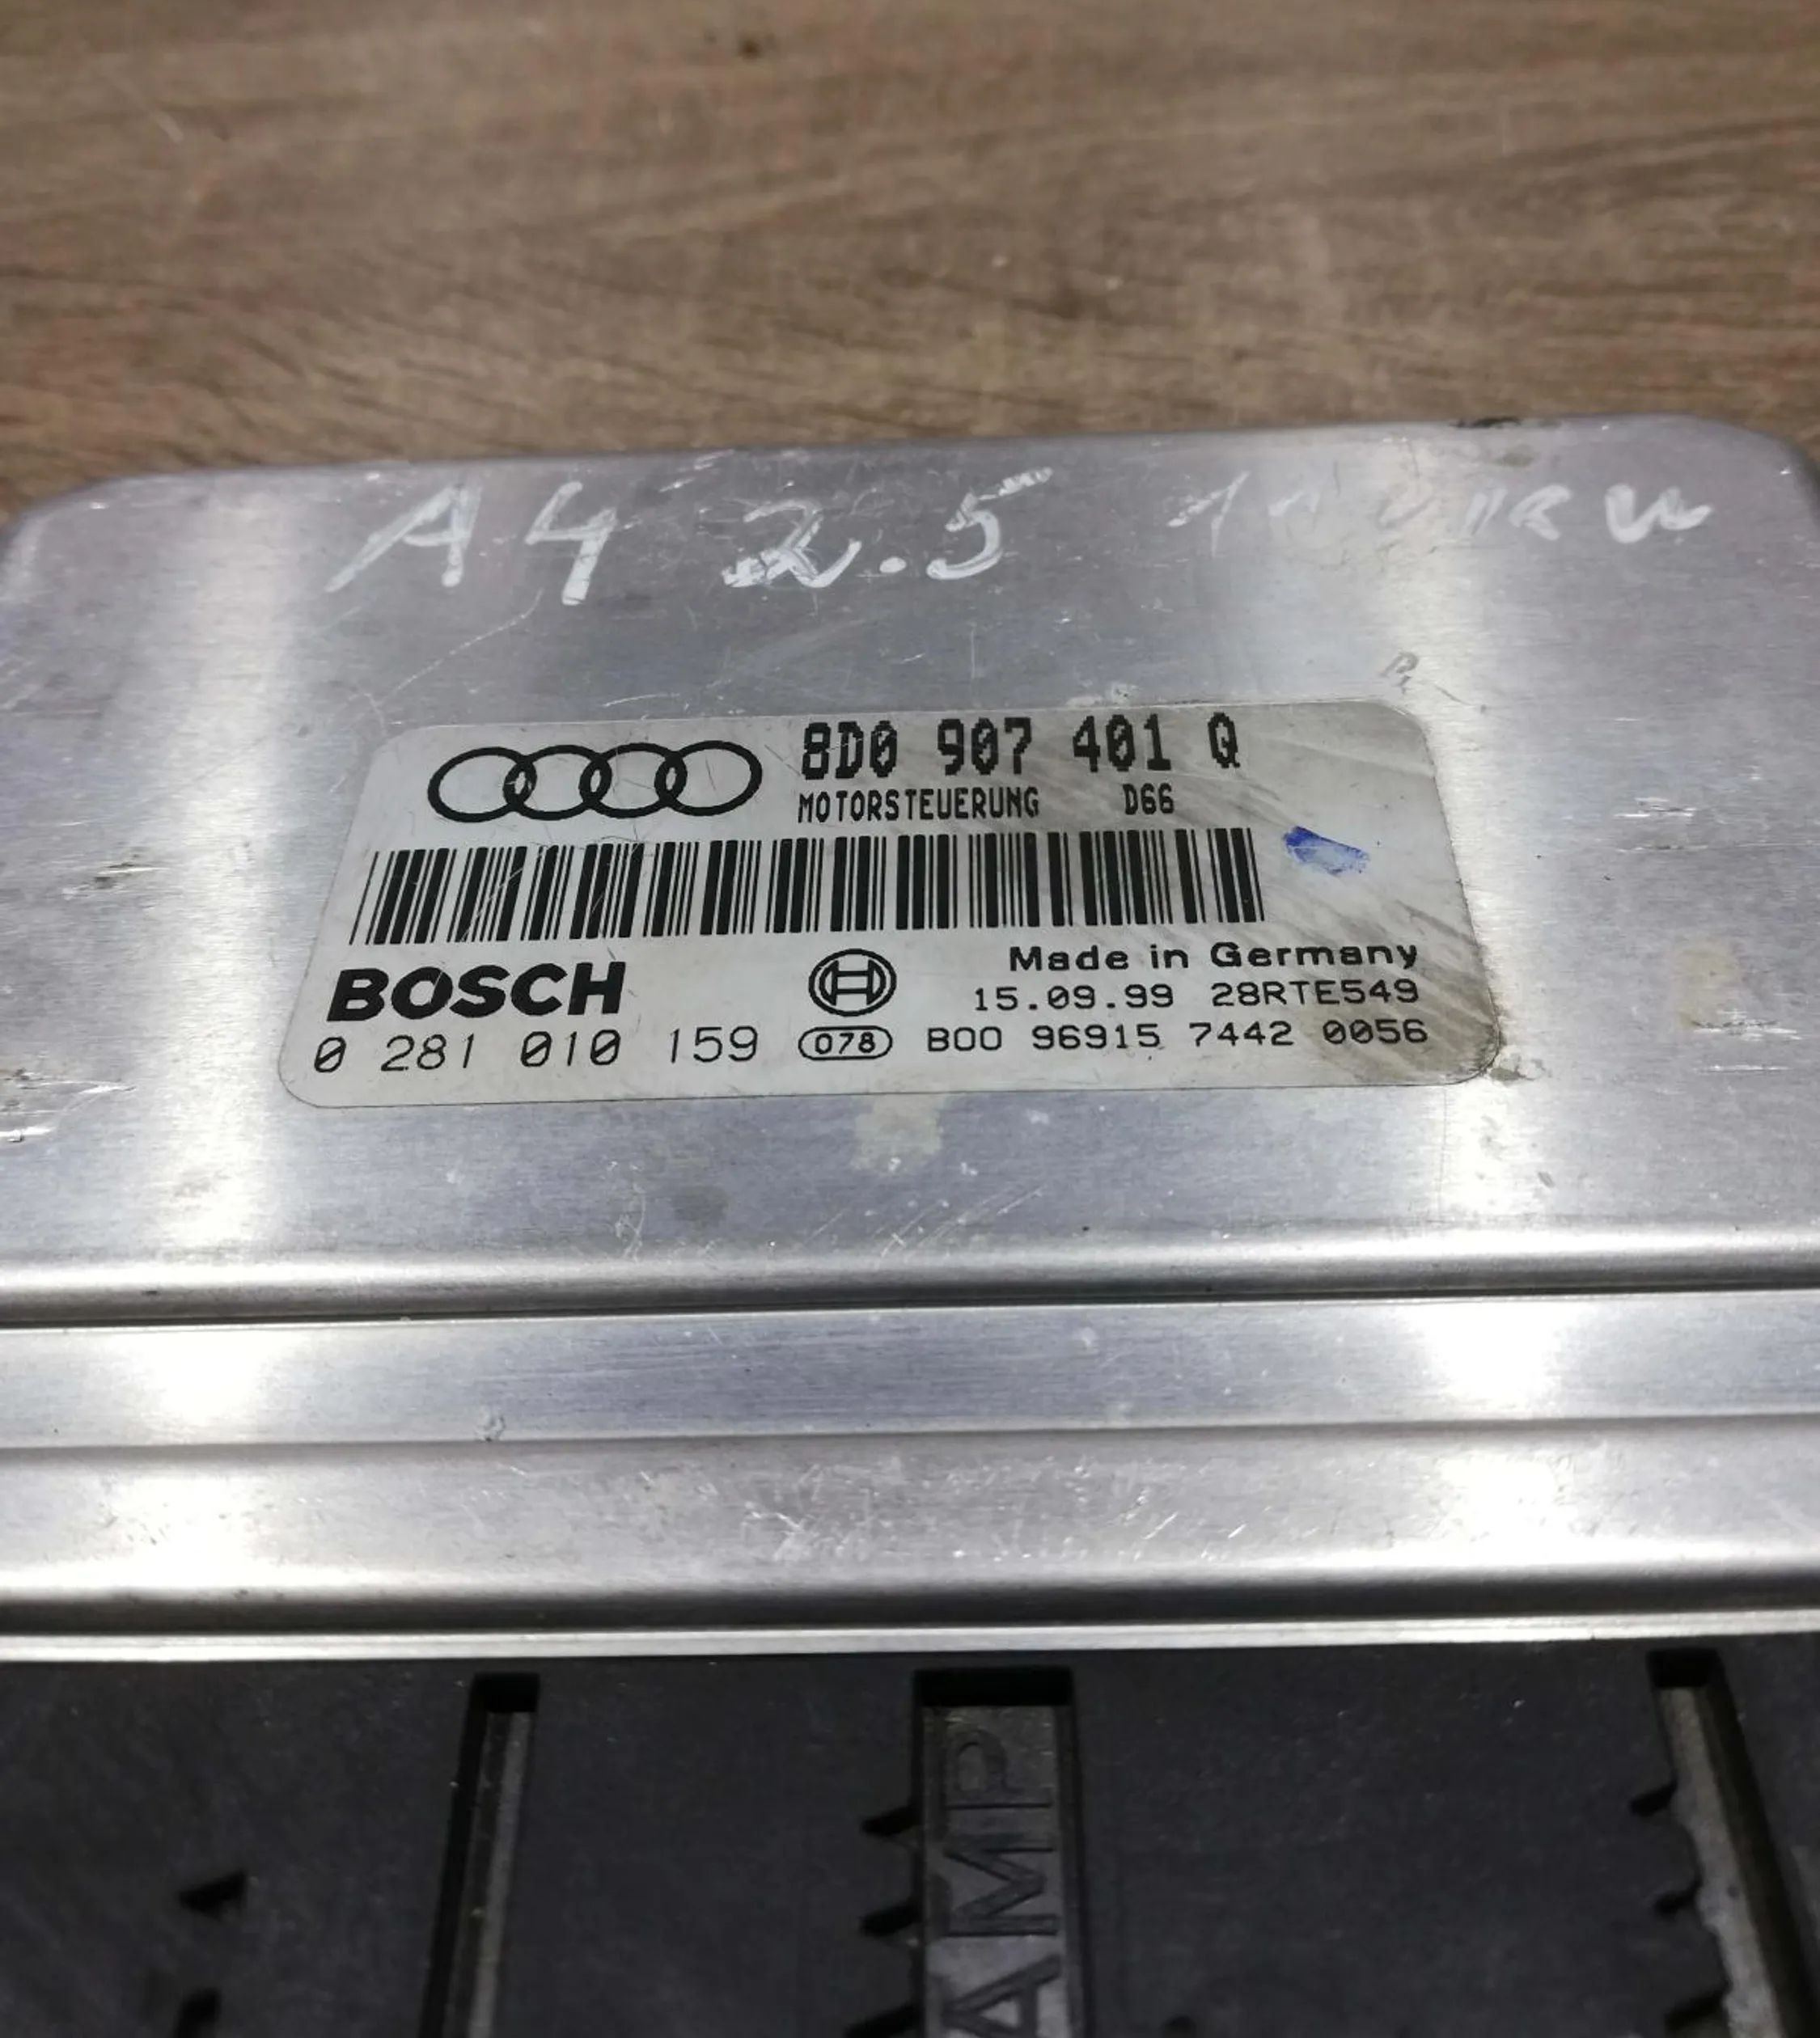 A4 2.5
8D0 907 401 Q
MOTORSTEUERUNG D66
BOSCH
Made in Germany
15.09.99 28RTE549
0 281 010 159 078 B00 96915 7442 0056
AMP